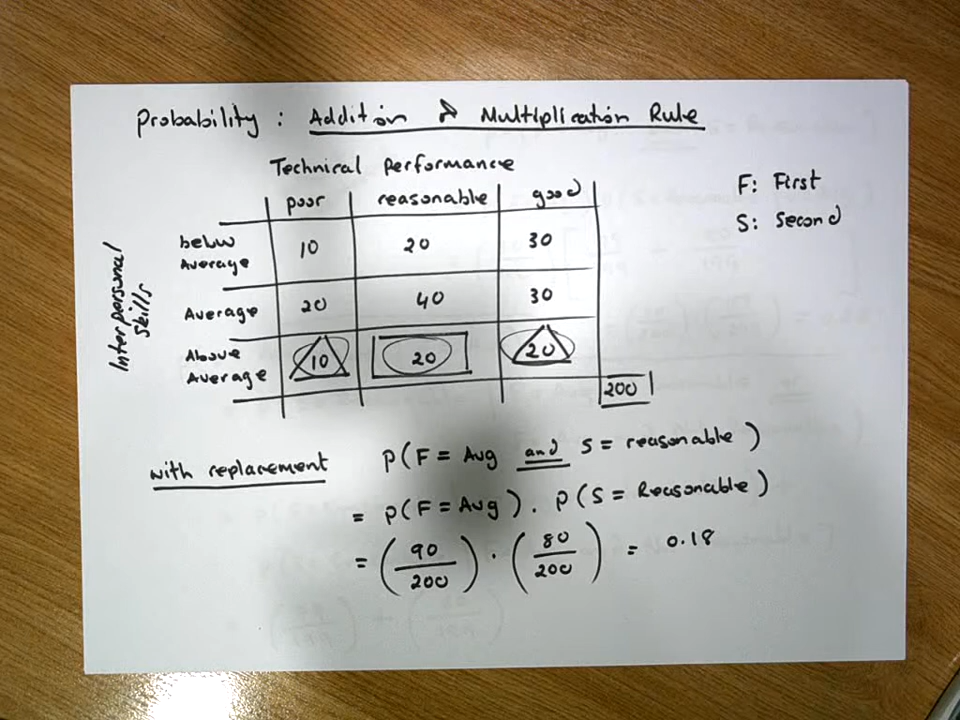 Probability : Addition & Multiplication Rule
Technical Performance
F: First
S: Second
poor reasonable good
Interpersonal Skills
below Average 10 20 30
Average 20 40 30
Above Average 10 20 20
200
with replacement P(F = Avg and S = reasonable)
= P(F = Avg). P(S = Reasonable)
= (90/200) · (80/200) = 0.18